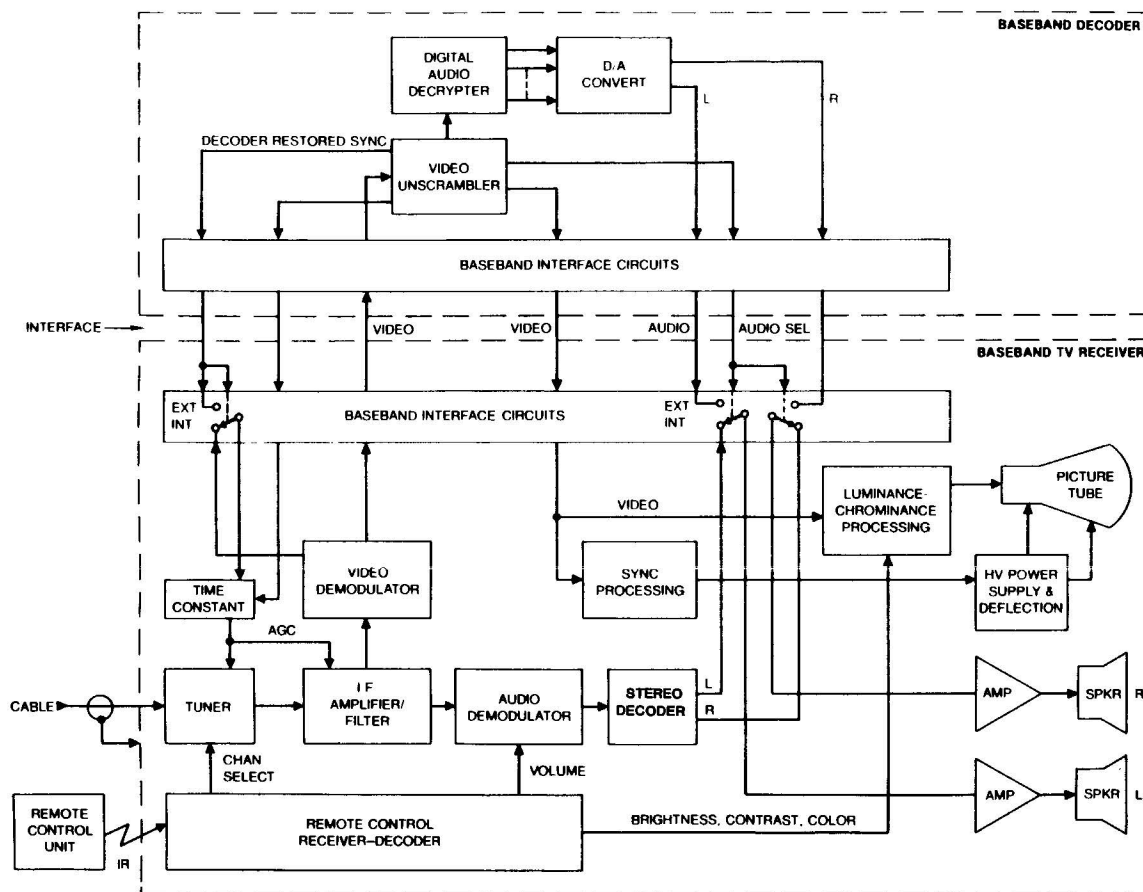 BASEBAND DECODER
DIGITAL
AUDIO
DECRYPTER
D/A
CONVERT
L
R
DECODER RESTORED SYNC
VIDEO
UNSCRAMBLER
BASEBAND INTERFACE CIRCUITS
INTERFACE
VIDEO
VIDEO
AUDIO
AUDIO SEL
BASEBAND TV RECEIVER
EXT
INT
BASEBAND INTERFACE CIRCUITS
EXT
INT
PICTURE
TUBE
LUMINANCE-
CHROMINANCE
PROCESSING
VIDEO
VIDEO
DEMODULATOR
SYNC
PROCESSING
HV POWER
SUPPLY &
DEFLECTION
TIME
CONSTANT
AGC
CABLE
TUNER
I F
AMPLIFIER/
FILTER
AUDIO
DEMODULATOR
STEREO
DECODER
L
R
AMP
SPKR
R
CHAN
SELECT
VOLUME
AMP
SPKR
L
REMOTE
CONTROL
UNIT
IR
REMOTE CONTROL
RECEIVER–DECODER
BRIGHTNESS, CONTRAST, COLOR